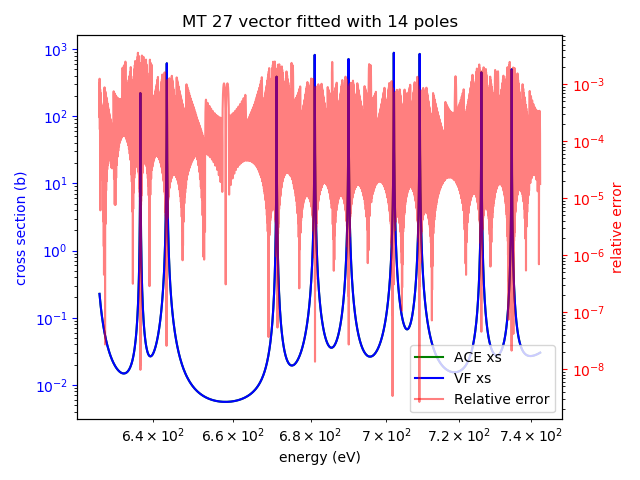 MT 27 vector fitted with 14 poles
10³
10²
10¹
10⁰
10⁻¹
10⁻²
cross section (b)
10⁻³
10⁻⁴
10⁻⁵
10⁻⁶
10⁻⁷
10⁻⁸
relative error
ACE xs
VF xs
Relative error
6.4 × 10² 6.6 × 10² 6.8 × 10² 7 × 10² 7.2 × 10² 7.4 × 10²
energy (eV)